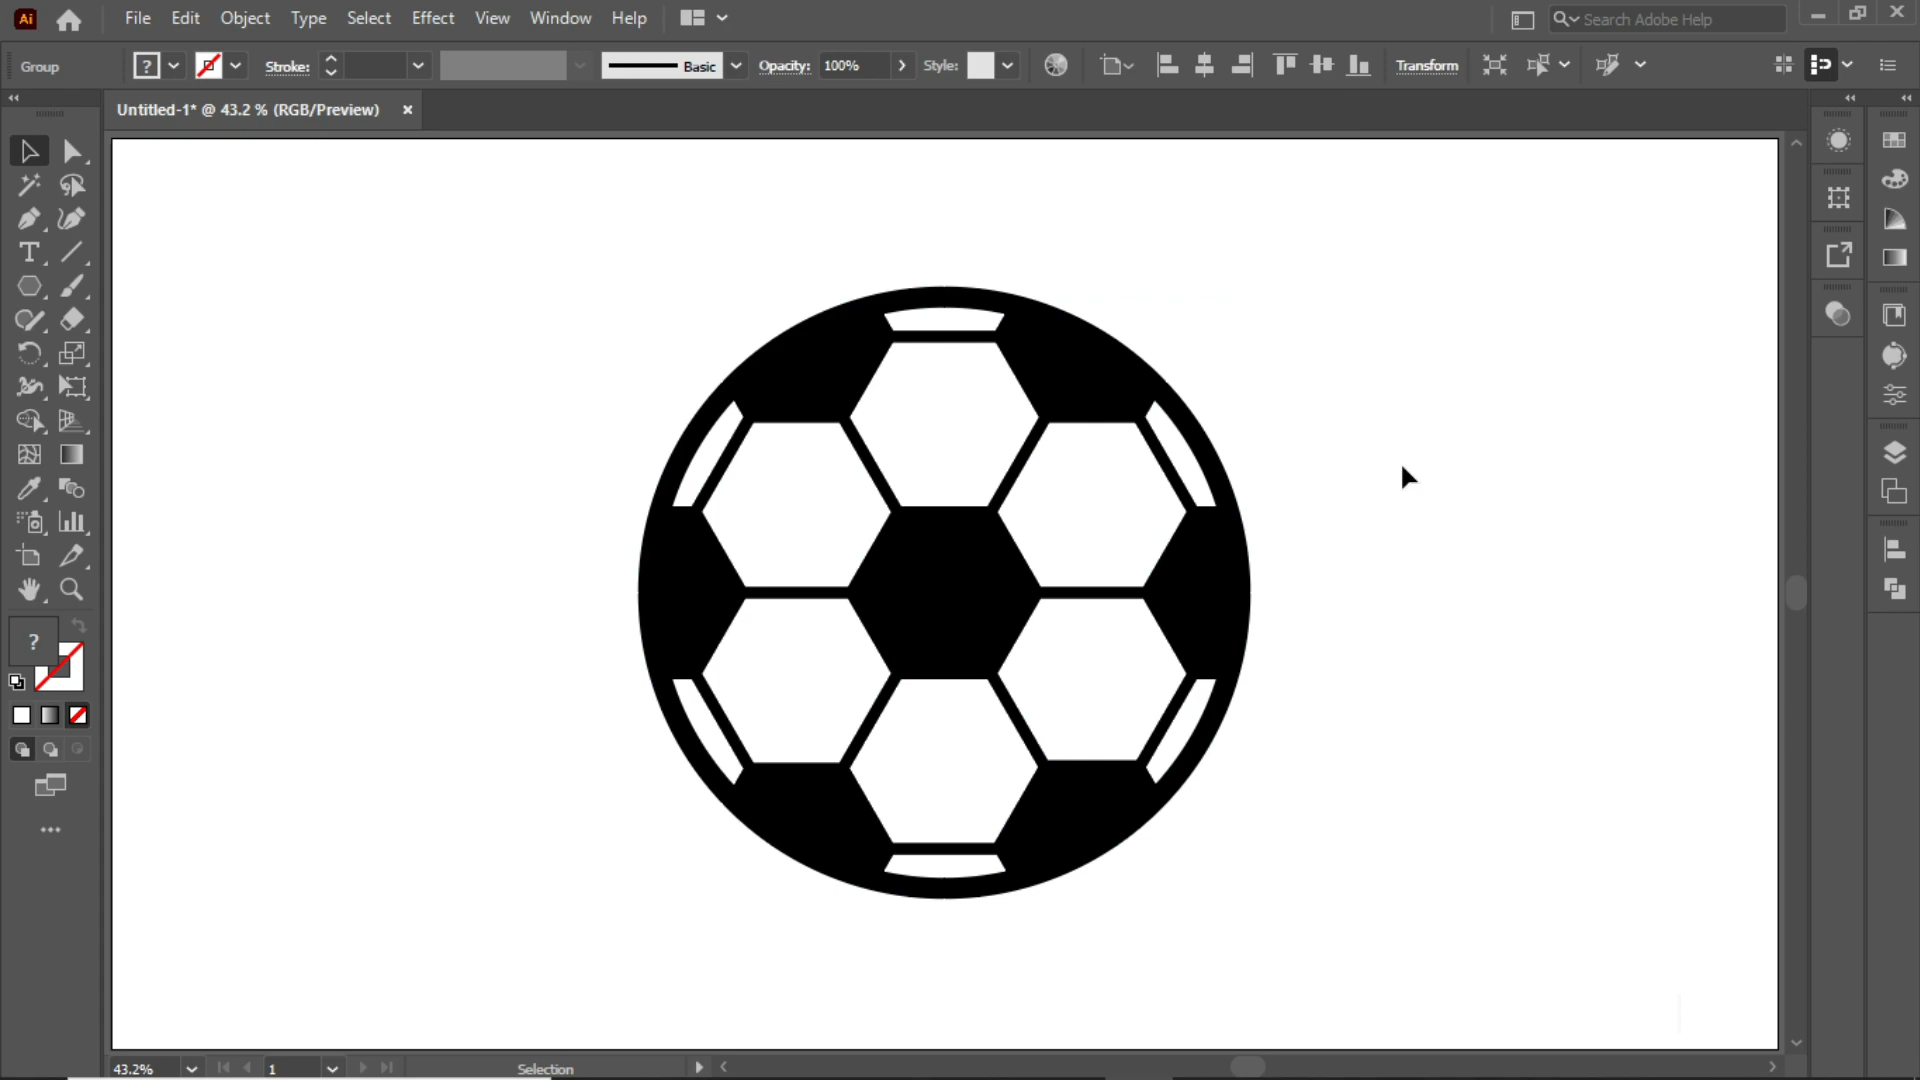 Ai File Edit Object Type Select Effect View Window Help Search Adobe Help
Group ? Stroke: Basic Opacity: 100% Style: Transform
Untitled-1* @ 43.2 % (RGB/Preview)
T
?
43.2% 1 Selection